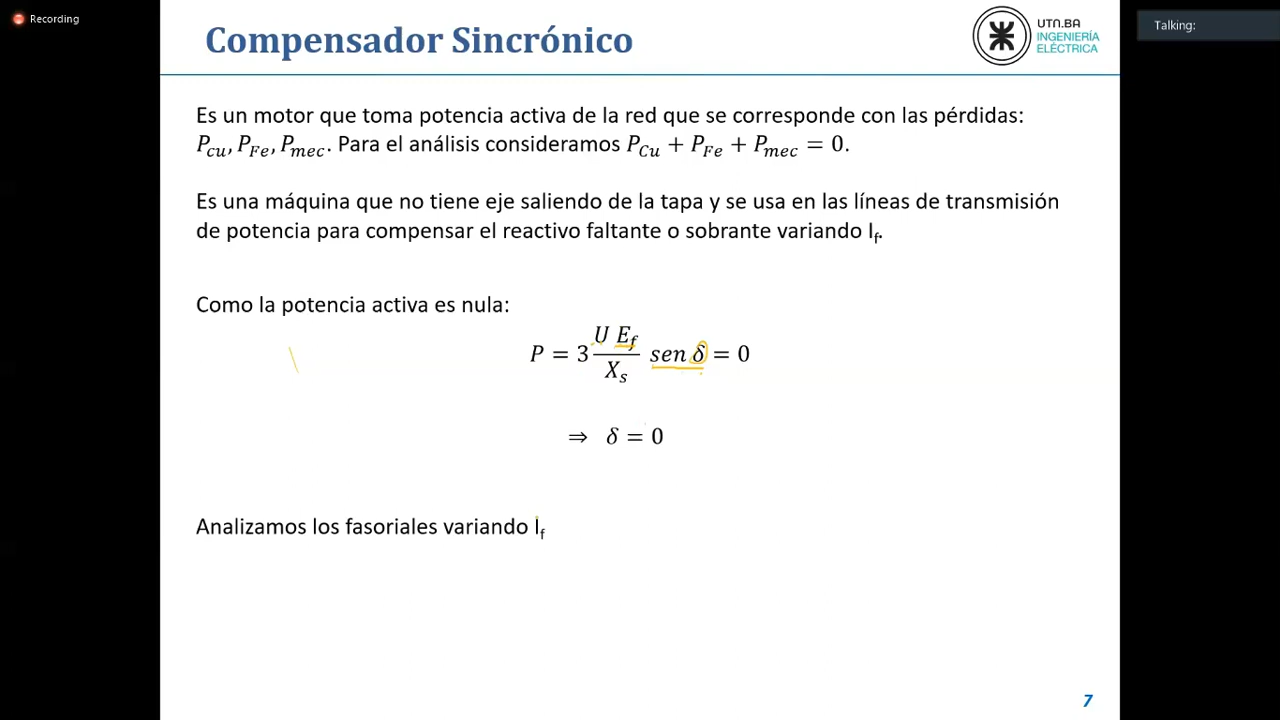 Recording
Talking:
Compensador Sincrónico
UTN.BA
INGENIERÍA
ELÉCTRICA
Es un motor que toma potencia activa de la red que se corresponde con las pérdidas:
P_Cu, P_Fe, P_mec. Para el análisis consideramos P_Cu + P_Fe + P_mec = 0.
Es una máquina que no tiene eje saliendo de la tapa y se usa en las líneas de transmisión
de potencia para compensar el reactivo faltante o sobrante variando I_f.
Como la potencia activa es nula:
P = 3 (U E_f / X_s) sen δ = 0
⇒ δ = 0
Analizamos los fasoriales variando I_f
7